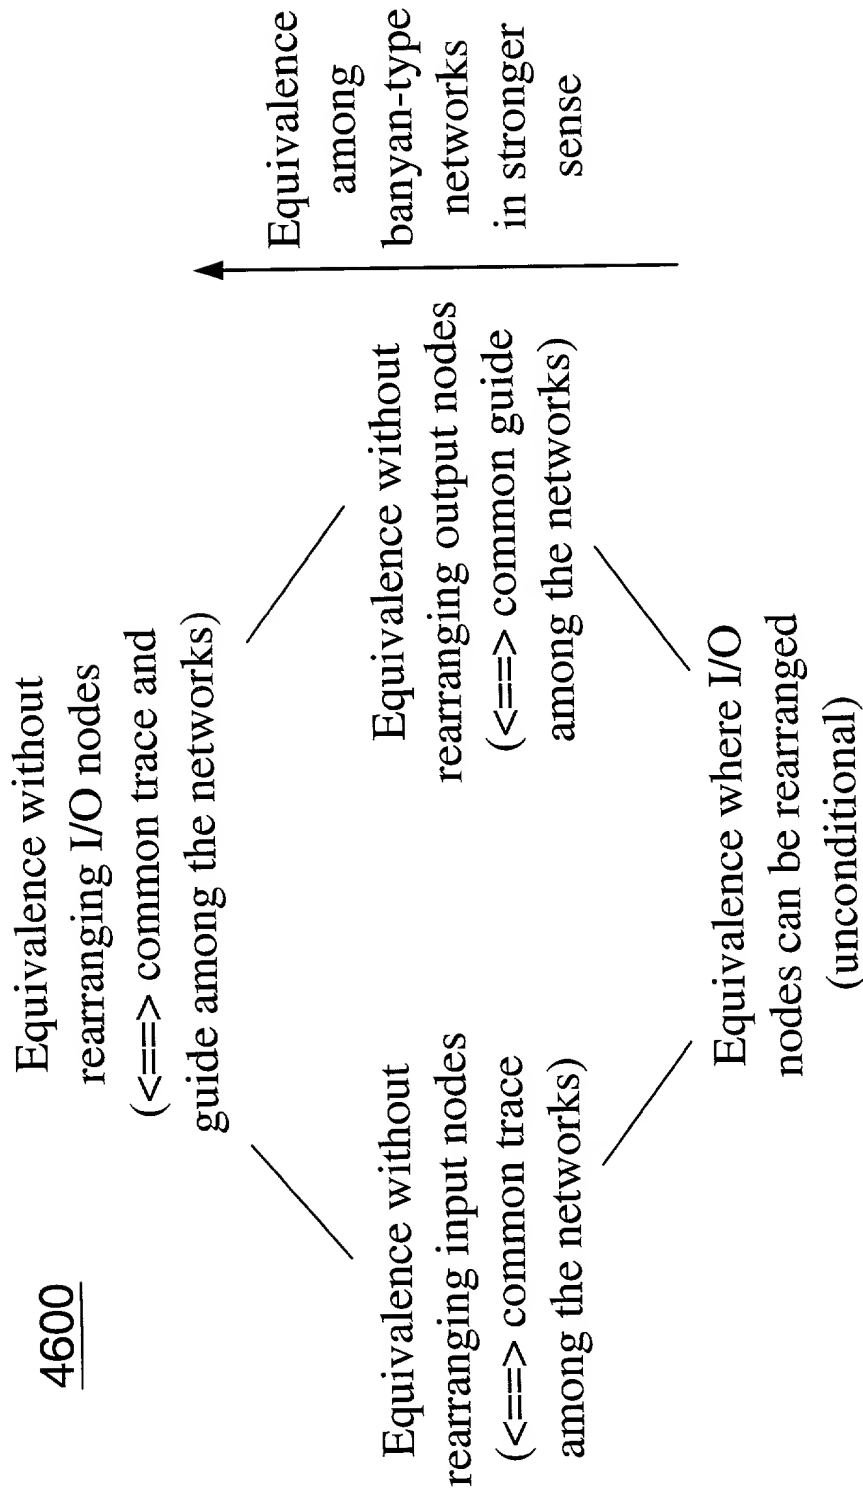 4600
Equivalence without
rearranging I/O nodes
(<==> common trace and
guide among the networks)
Equivalence without
rearranging input nodes
(<==> common trace
among the networks)
Equivalence without
rearranging output nodes
(<==> common guide
among the networks)
Equivalence where I/O
nodes can be rearranged
(unconditional)
Equivalence
among
banyan-type
networks
in stronger
sense